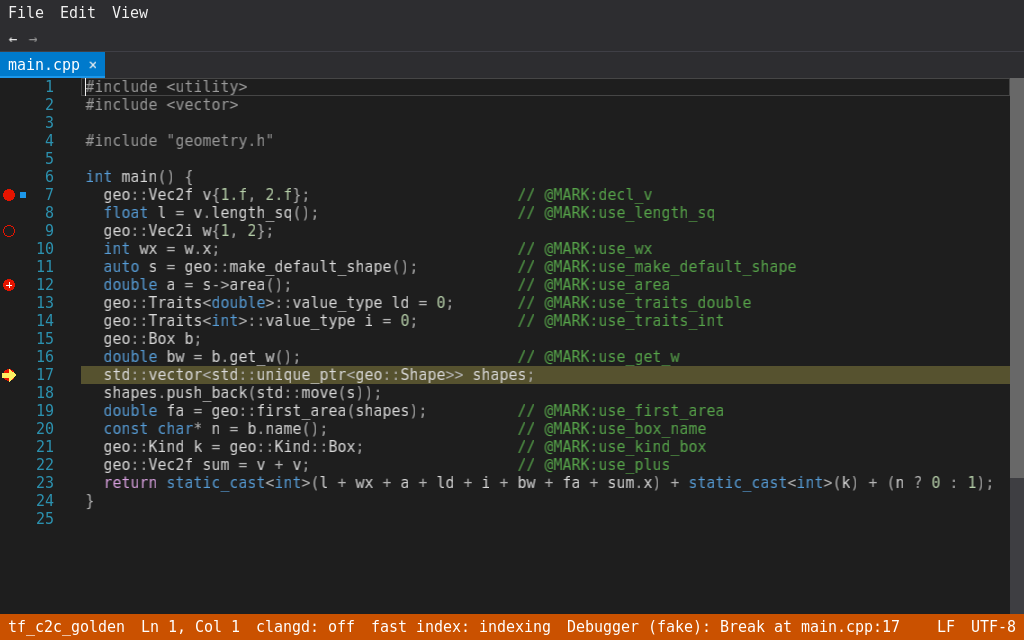 File Edit View
← →
main.cpp ×
1 #include <utility>
2 #include <vector>
3
4 #include "geometry.h"
5
6 int main() {
7   geo::Vec2f v{1.f, 2.f};                       // @MARK:decl_v
8   float l = v.length_sq();                      // @MARK:use_length_sq
9   geo::Vec2i w{1, 2};
10   int wx = w.x;                                 // @MARK:use_wx
11   auto s = geo::make_default_shape();           // @MARK:use_make_default_shape
12   double a = s->area();                         // @MARK:use_area
13   geo::Traits<double>::value_type ld = 0;       // @MARK:use_traits_double
14   geo::Traits<int>::value_type i = 0;           // @MARK:use_traits_int
15   geo::Box b;
16   double bw = b.get_w();                        // @MARK:use_get_w
17   std::vector<std::unique_ptr<geo::Shape>> shapes;
18   shapes.push_back(std::move(s));
19   double fa = geo::first_area(shapes);          // @MARK:use_first_area
20   const char* n = b.name();                     // @MARK:use_box_name
21   geo::Kind k = geo::Kind::Box;                 // @MARK:use_kind_box
22   geo::Vec2f sum = v + v;                       // @MARK:use_plus
23   return static_cast<int>(l + wx + a + ld + i + bw + fa + sum.x) + static_cast<int>(k) + (n ? 0 : 1);
24 }
25
tf_c2c_golden Ln 1, Col 1 clangd: off fast index: indexing Debugger (fake): Break at main.cpp:17 LF UTF-8